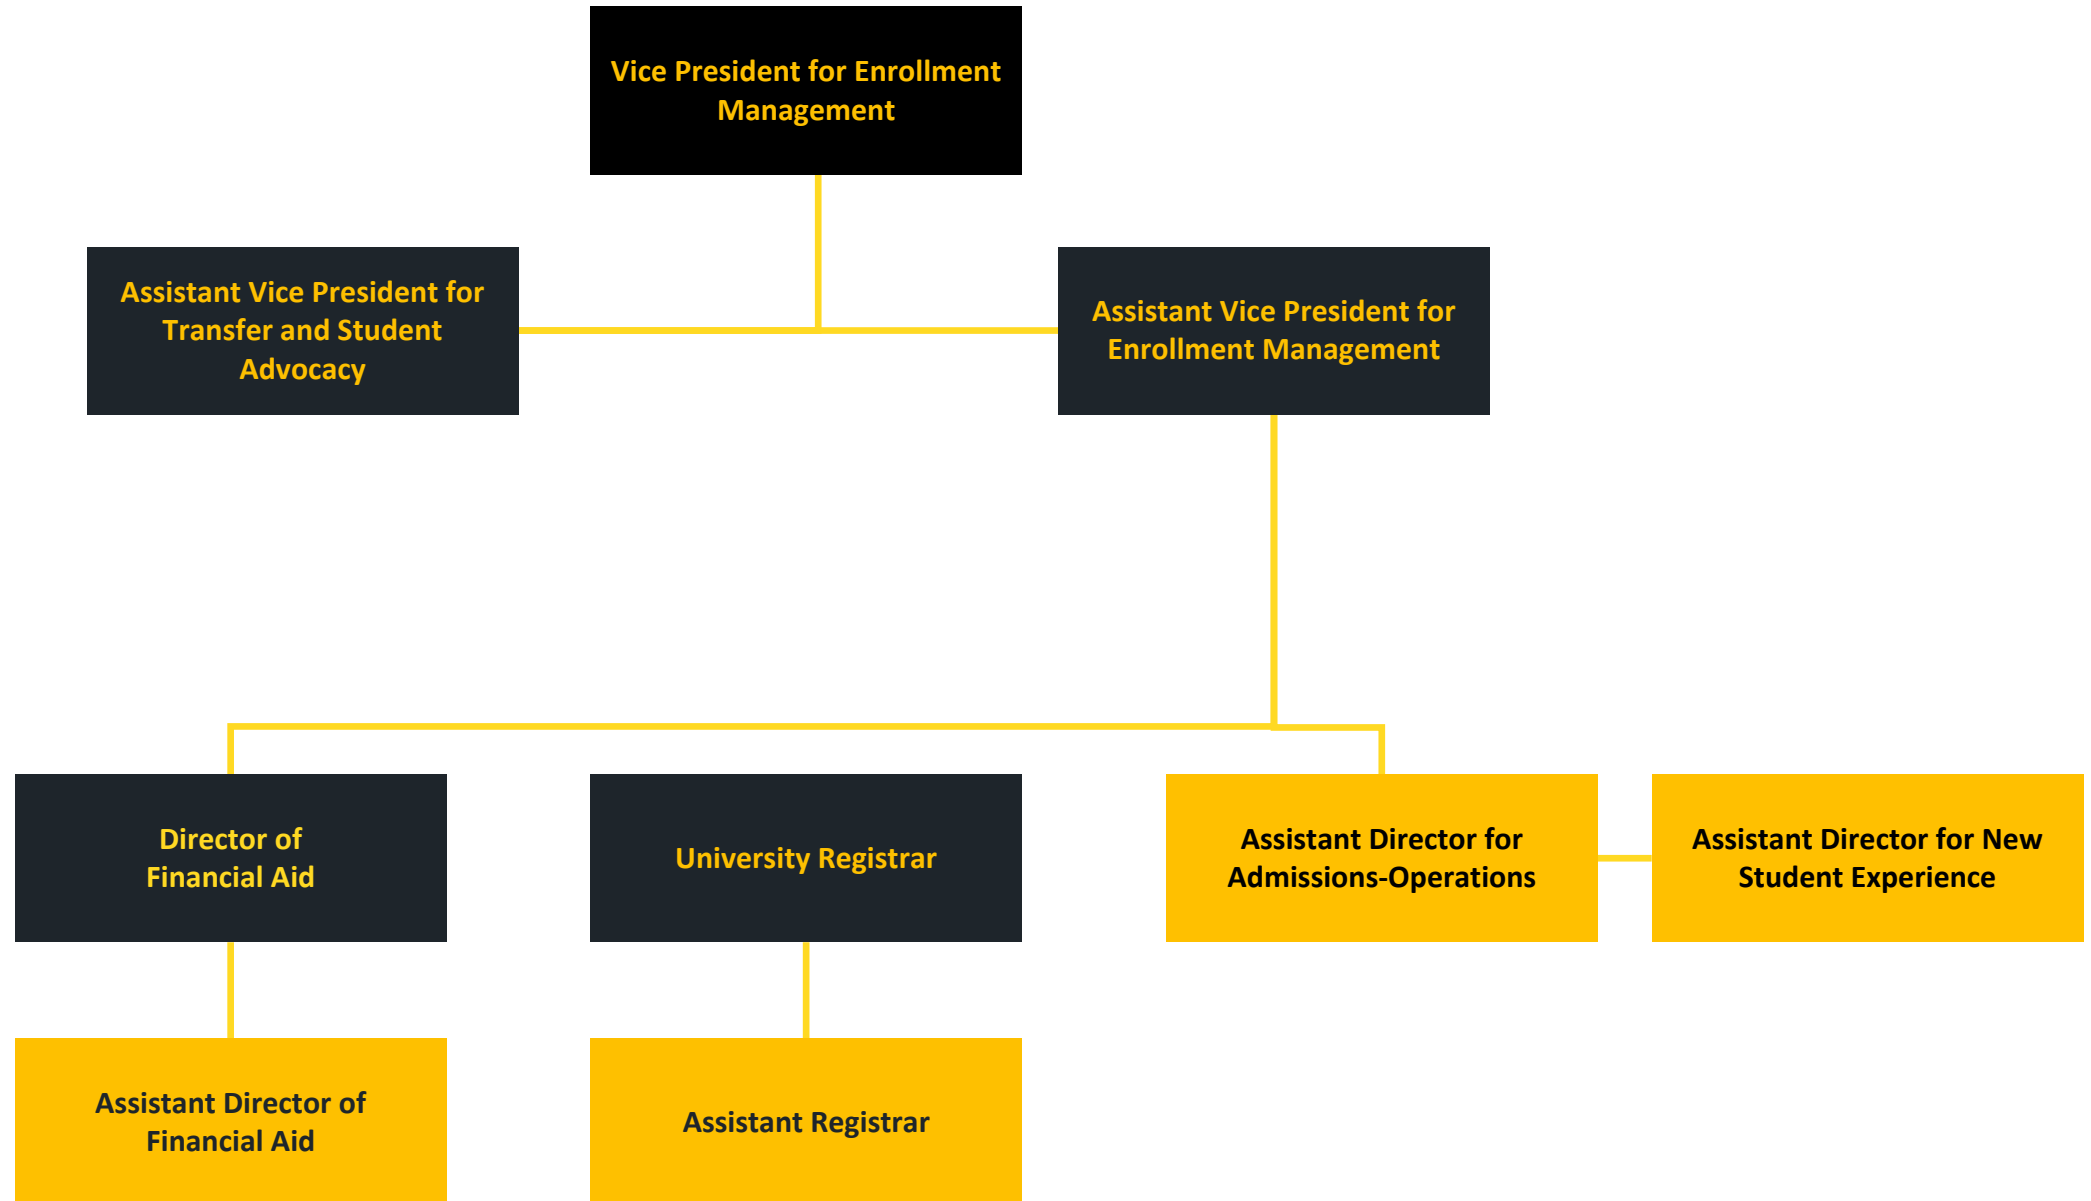 Vice President for Enrollment
Management
Assistant Vice President for
Transfer and Student
Advocacy
Assistant Vice President for
Enrollment Management
Director of
Financial Aid
University Registrar
Assistant Director for
Admissions-Operations
Assistant Director for New
Student Experience
Assistant Director of
Financial Aid
Assistant Registrar